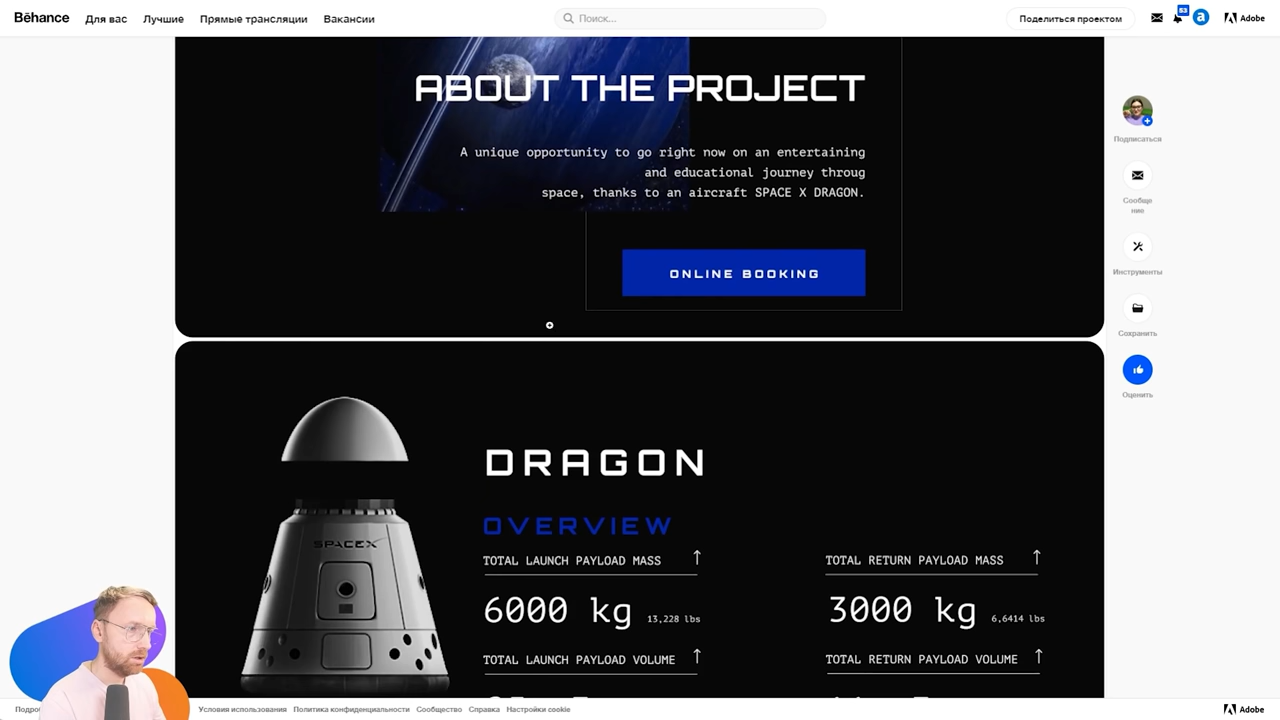 Bēhance
Для вас
Лучшие
Прямые трансляции
Вакансии
Поиск...
Поделиться проектом
53
a
Adobe
ABOUT THE PROJECT
A unique opportunity to go right now on an entertaining
and educational journey throug
space, thanks to an aircraft SPACE X DRAGON.
ONLINE BOOKING
Подписаться
Сообще
ние
Инструменты
Сохранить
Оценить
SPACEX
DRAGON
OVERVIEW
TOTAL LAUNCH PAYLOAD MASS
TOTAL RETURN PAYLOAD MASS
6000 kg 13,228 lbs
3000 kg 6,6414 lbs
TOTAL LAUNCH PAYLOAD VOLUME
TOTAL RETURN PAYLOAD VOLUME
Условия использования
Политика конфиденциальности
Сообщество
Справка
Настройки cookie
Adobe